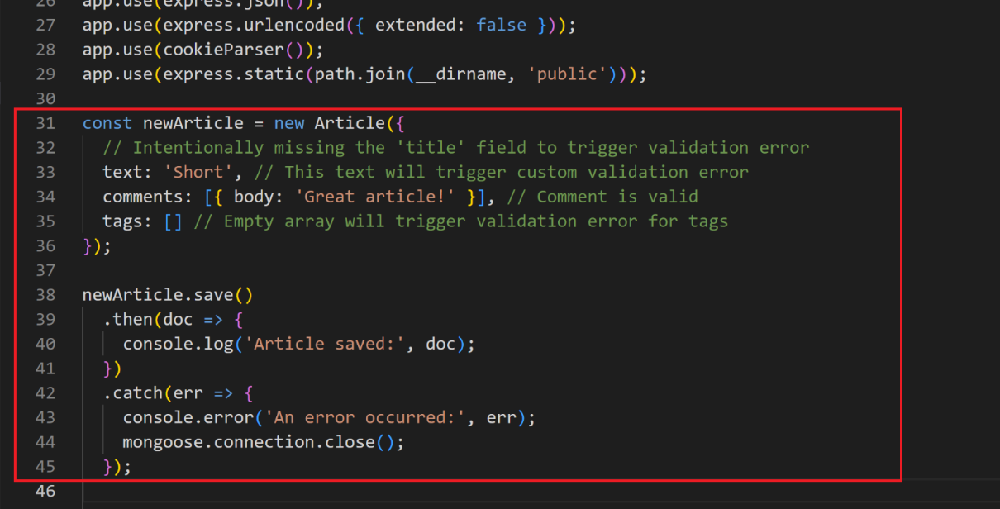 26 app.use(express.json());
27 app.use(express.urlencoded({ extended: false }));
28 app.use(cookieParser());
29 app.use(express.static(path.join(__dirname, 'public')));
30
31 const newArticle = new Article({
32   // Intentionally missing the 'title' field to trigger validation error
33   text: 'Short', // This text will trigger custom validation error
34   comments: [{ body: 'Great article!' }], // Comment is valid
35   tags: [] // Empty array will trigger validation error for tags
36 });
37
38 newArticle.save()
39   .then(doc => {
40     console.log('Article saved:', doc);
41   })
42   .catch(err => {
43     console.error('An error occurred:', err);
44     mongoose.connection.close();
45   });
46